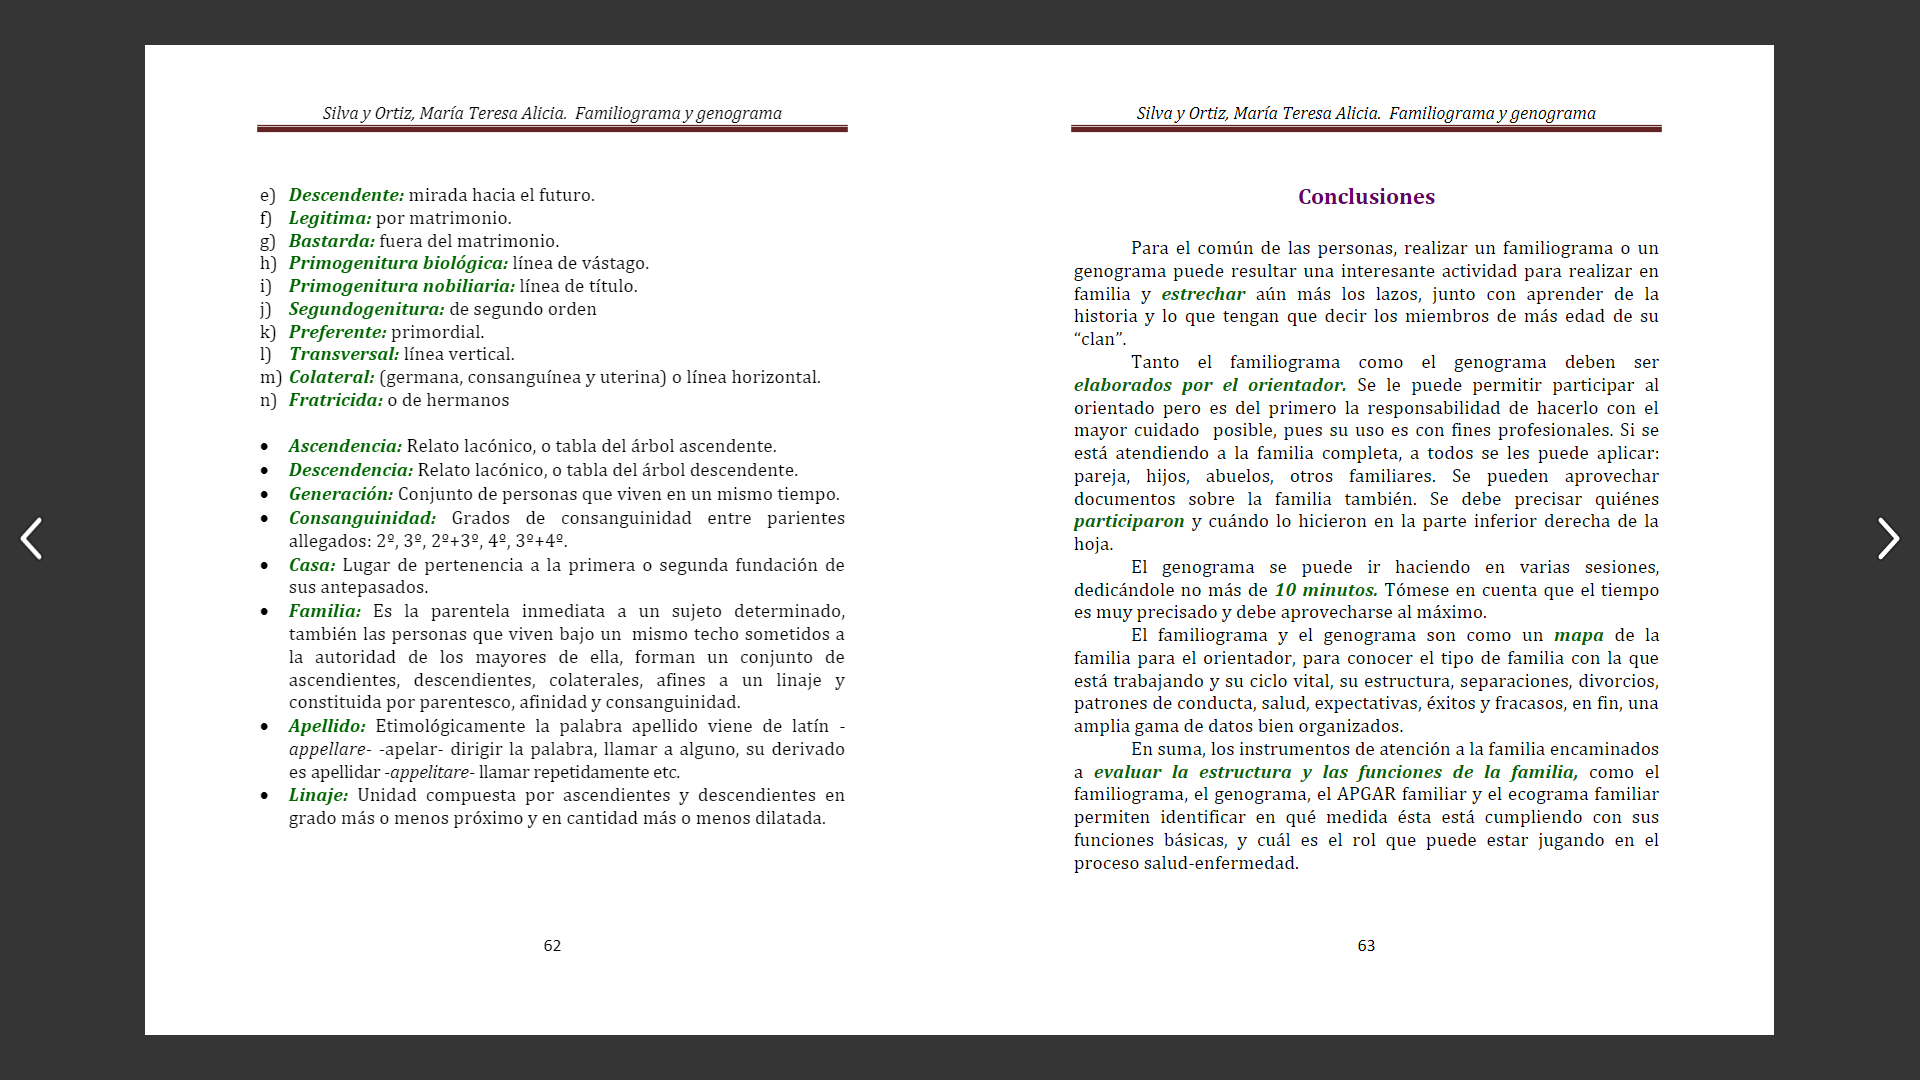 Silva y Ortiz, María Teresa Alicia.  Familiograma y genograma
e) Descendente: mirada hacia el futuro.
f) Legitima: por matrimonio.
g) Bastarda: fuera del matrimonio.
h) Primogenitura biológica: línea de vástago.
i) Primogenitura nobiliaria: línea de título.
j) Segundogenitura: de segundo orden
k) Preferente: primordial.
l) Transversal: línea vertical.
m) Colateral: (germana, consanguínea y uterina) o línea horizontal.
n) Fratricida: o de hermanos
• Ascendencia: Relato lacónico, o tabla del árbol ascendente.
• Descendencia: Relato lacónico, o tabla del árbol descendente.
• Generación: Conjunto de personas que viven en un mismo tiempo.
• Consanguinidad: Grados de consanguinidad entre parientes
allegados: 2º, 3º, 2º+3º, 4º, 3º+4º.
• Casa: Lugar de pertenencia a la primera o segunda fundación de
sus antepasados.
• Familia: Es la parentela inmediata a un sujeto determinado,
también las personas que viven bajo un  mismo techo sometidos a
la autoridad de los mayores de ella, forman un conjunto de
ascendientes, descendientes, colaterales, afines a un linaje y
constituida por parentesco, afinidad y consanguinidad.
• Apellido: Etimológicamente la palabra apellido viene de latín -
appellare- -apelar- dirigir la palabra, llamar a alguno, su derivado
es apellidar -appelitare- llamar repetidamente etc.
• Linaje: Unidad compuesta por ascendientes y descendientes en
grado más o menos próximo y en cantidad más o menos dilatada.
62
Silva y Ortiz, María Teresa Alicia.  Familiograma y genograma
Conclusiones
Para el común de las personas, realizar un familiograma o un
genograma puede resultar una interesante actividad para realizar en
familia y estrechar aún más los lazos, junto con aprender de la
historia y lo que tengan que decir los miembros de más edad de su
“clan”.
Tanto el familiograma como el genograma deben ser
elaborados por el orientador. Se le puede permitir participar al
orientado pero es del primero la responsabilidad de hacerlo con el
mayor cuidado  posible, pues su uso es con fines profesionales. Si se
está atendiendo a la familia completa, a todos se les puede aplicar:
pareja, hijos, abuelos, otros familiares. Se pueden aprovechar
documentos sobre la familia también. Se debe precisar quiénes
participaron y cuándo lo hicieron en la parte inferior derecha de la
hoja.
El genograma se puede ir haciendo en varias sesiones,
dedicándole no más de 10 minutos. Tómese en cuenta que el tiempo
es muy precisado y debe aprovecharse al máximo.
El familiograma y el genograma son como un mapa de la
familia para el orientador, para conocer el tipo de familia con la que
está trabajando y su ciclo vital, su estructura, separaciones, divorcios,
patrones de conducta, salud, expectativas, éxitos y fracasos, en fin, una
amplia gama de datos bien organizados.
En suma, los instrumentos de atención a la familia encaminados
a evaluar la estructura y las funciones de la familia, como el
familiograma, el genograma, el APGAR familiar y el ecograma familiar
permiten identificar en qué medida ésta está cumpliendo con sus
funciones básicas, y cuál es el rol que puede estar jugando en el
proceso salud-enfermedad.
63